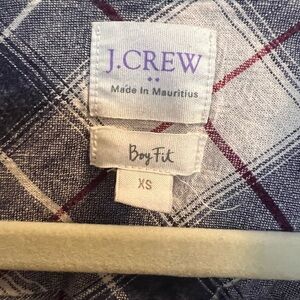 J.CREW
Made In Mauritius
Boy Fit
XS